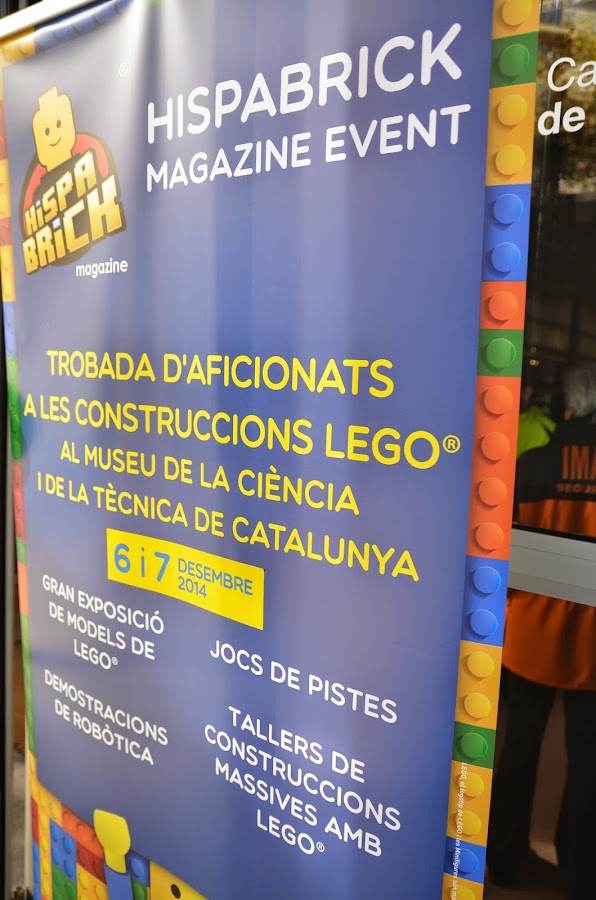 HISPABRICK
MAGAZINE EVENT
®
HiSPA
BRiCK
magazine
TROBADA D'AFICIONATS
A LES CONSTRUCCIONS LEGO®
AL MUSEU DE LA CIÈNCIA
I DE LA TÈCNICA DE CATALUNYA
6 i 7 DESEMBRE
2014
GRAN EXPOSICIÓ
DE MODELS DE
LEGO®
JOCS DE PISTES
DEMOSTRACIONS
DE ROBÒTICA
TALLERS DE
CONSTRUCCIONS
MASSIVES AMB
LEGO®
Ca
de
IMA